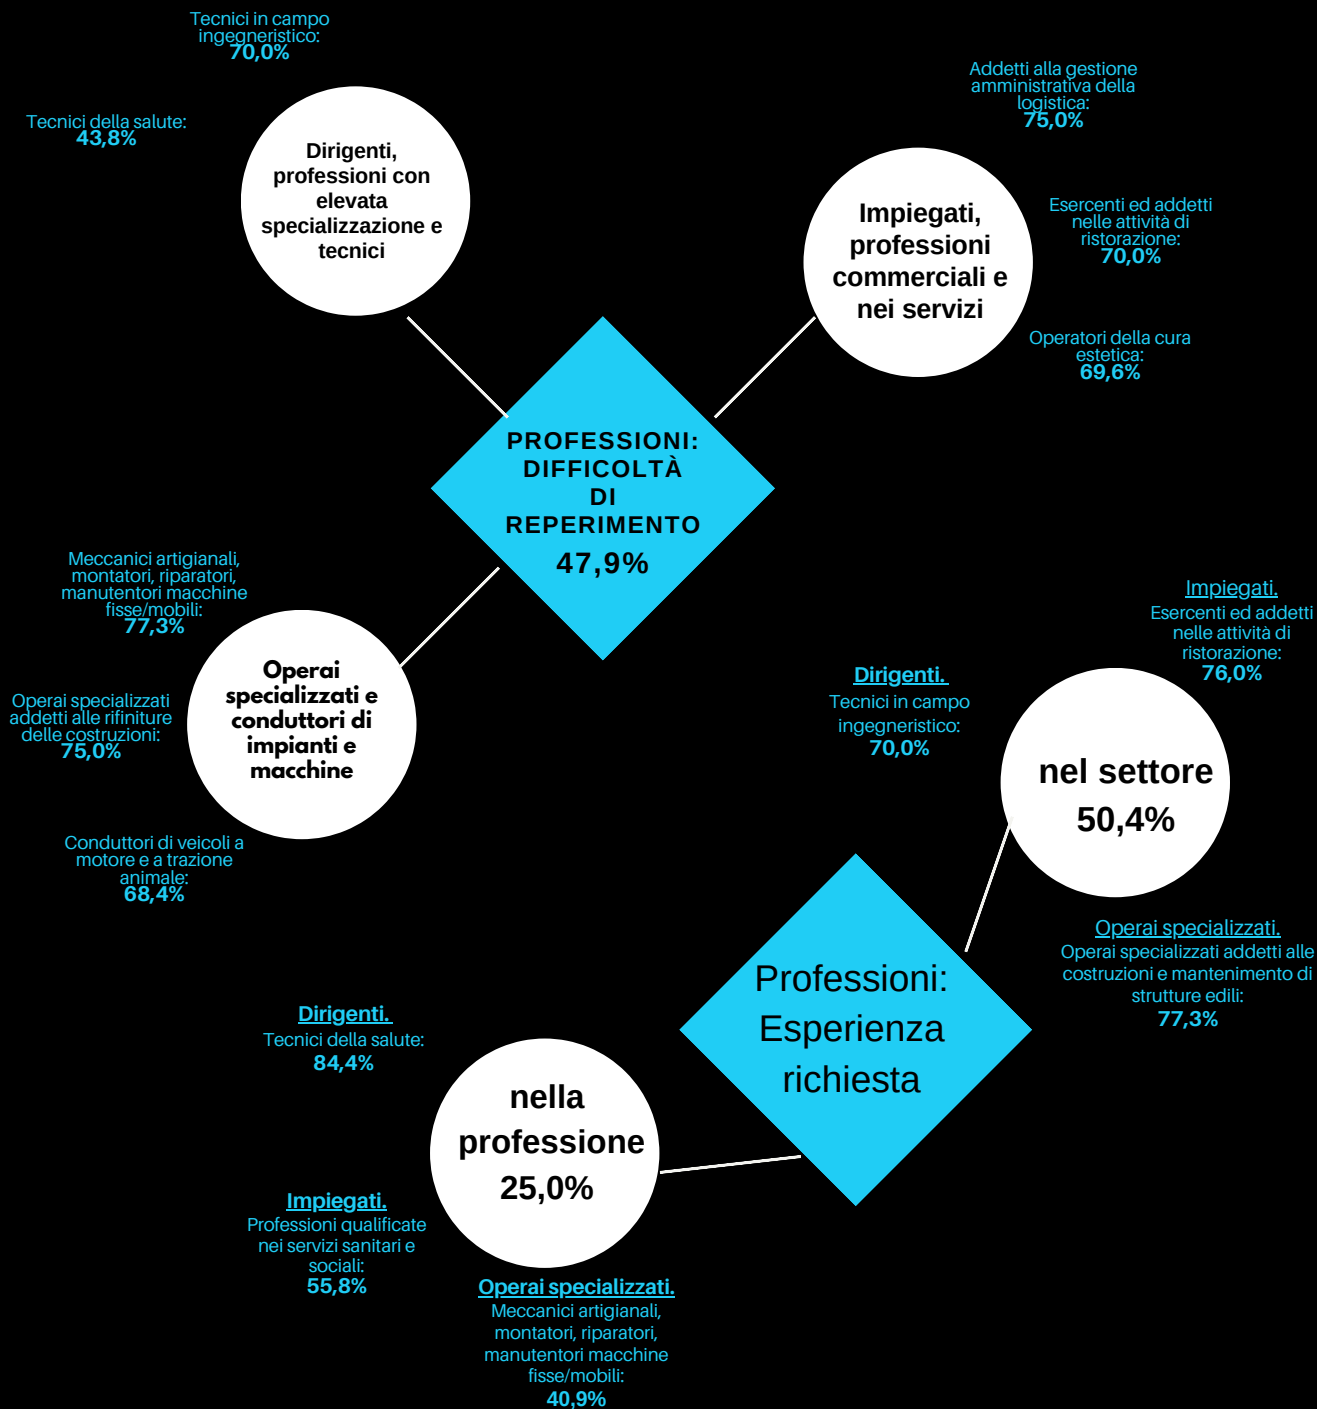 Tecnici in campo
ingegneristico:
70,0%
Tecnici della salute:
43,8%
Dirigenti,
professioni con
elevata
specializzazione e
tecnici
Addetti alla gestione
amministrativa della
logistica:
75,0%
Impiegati,
professioni
commerciali e
nei servizi
Esercenti ed addetti
nelle attività di
ristorazione:
70,0%
Operatori della cura
estetica:
69,6%
PROFESSIONI:
DIFFICOLTÀ
DI
REPERIMENTO
47,9%
Meccanici artigianali,
montatori, riparatori,
manutentori macchine
fisse/mobili:
77,3%
Operai
specializzati e
conduttori di
impianti e
macchine
Operai specializzati
addetti alle rifiniture
delle costruzioni:
75,0%
Conduttori di veicoli a
motore e a trazione
animale:
68,4%
Impiegati.
Esercenti ed addetti
nelle attività di
ristorazione:
76,0%
Dirigenti.
Tecnici in campo
ingegneristico:
70,0%
nel settore
50,4%
Operai specializzati.
Operai specializzati addetti alle
costruzioni e mantenimento di
strutture edili:
77,3%
Professioni:
Esperienza
richiesta
Dirigenti.
Tecnici della salute:
84,4%
nella
professione
25,0%
Impiegati.
Professioni qualificate
nei servizi sanitari e
sociali:
55,8%
Operai specializzati.
Meccanici artigianali,
montatori, riparatori,
manutentori macchine
fisse/mobili:
40,9%